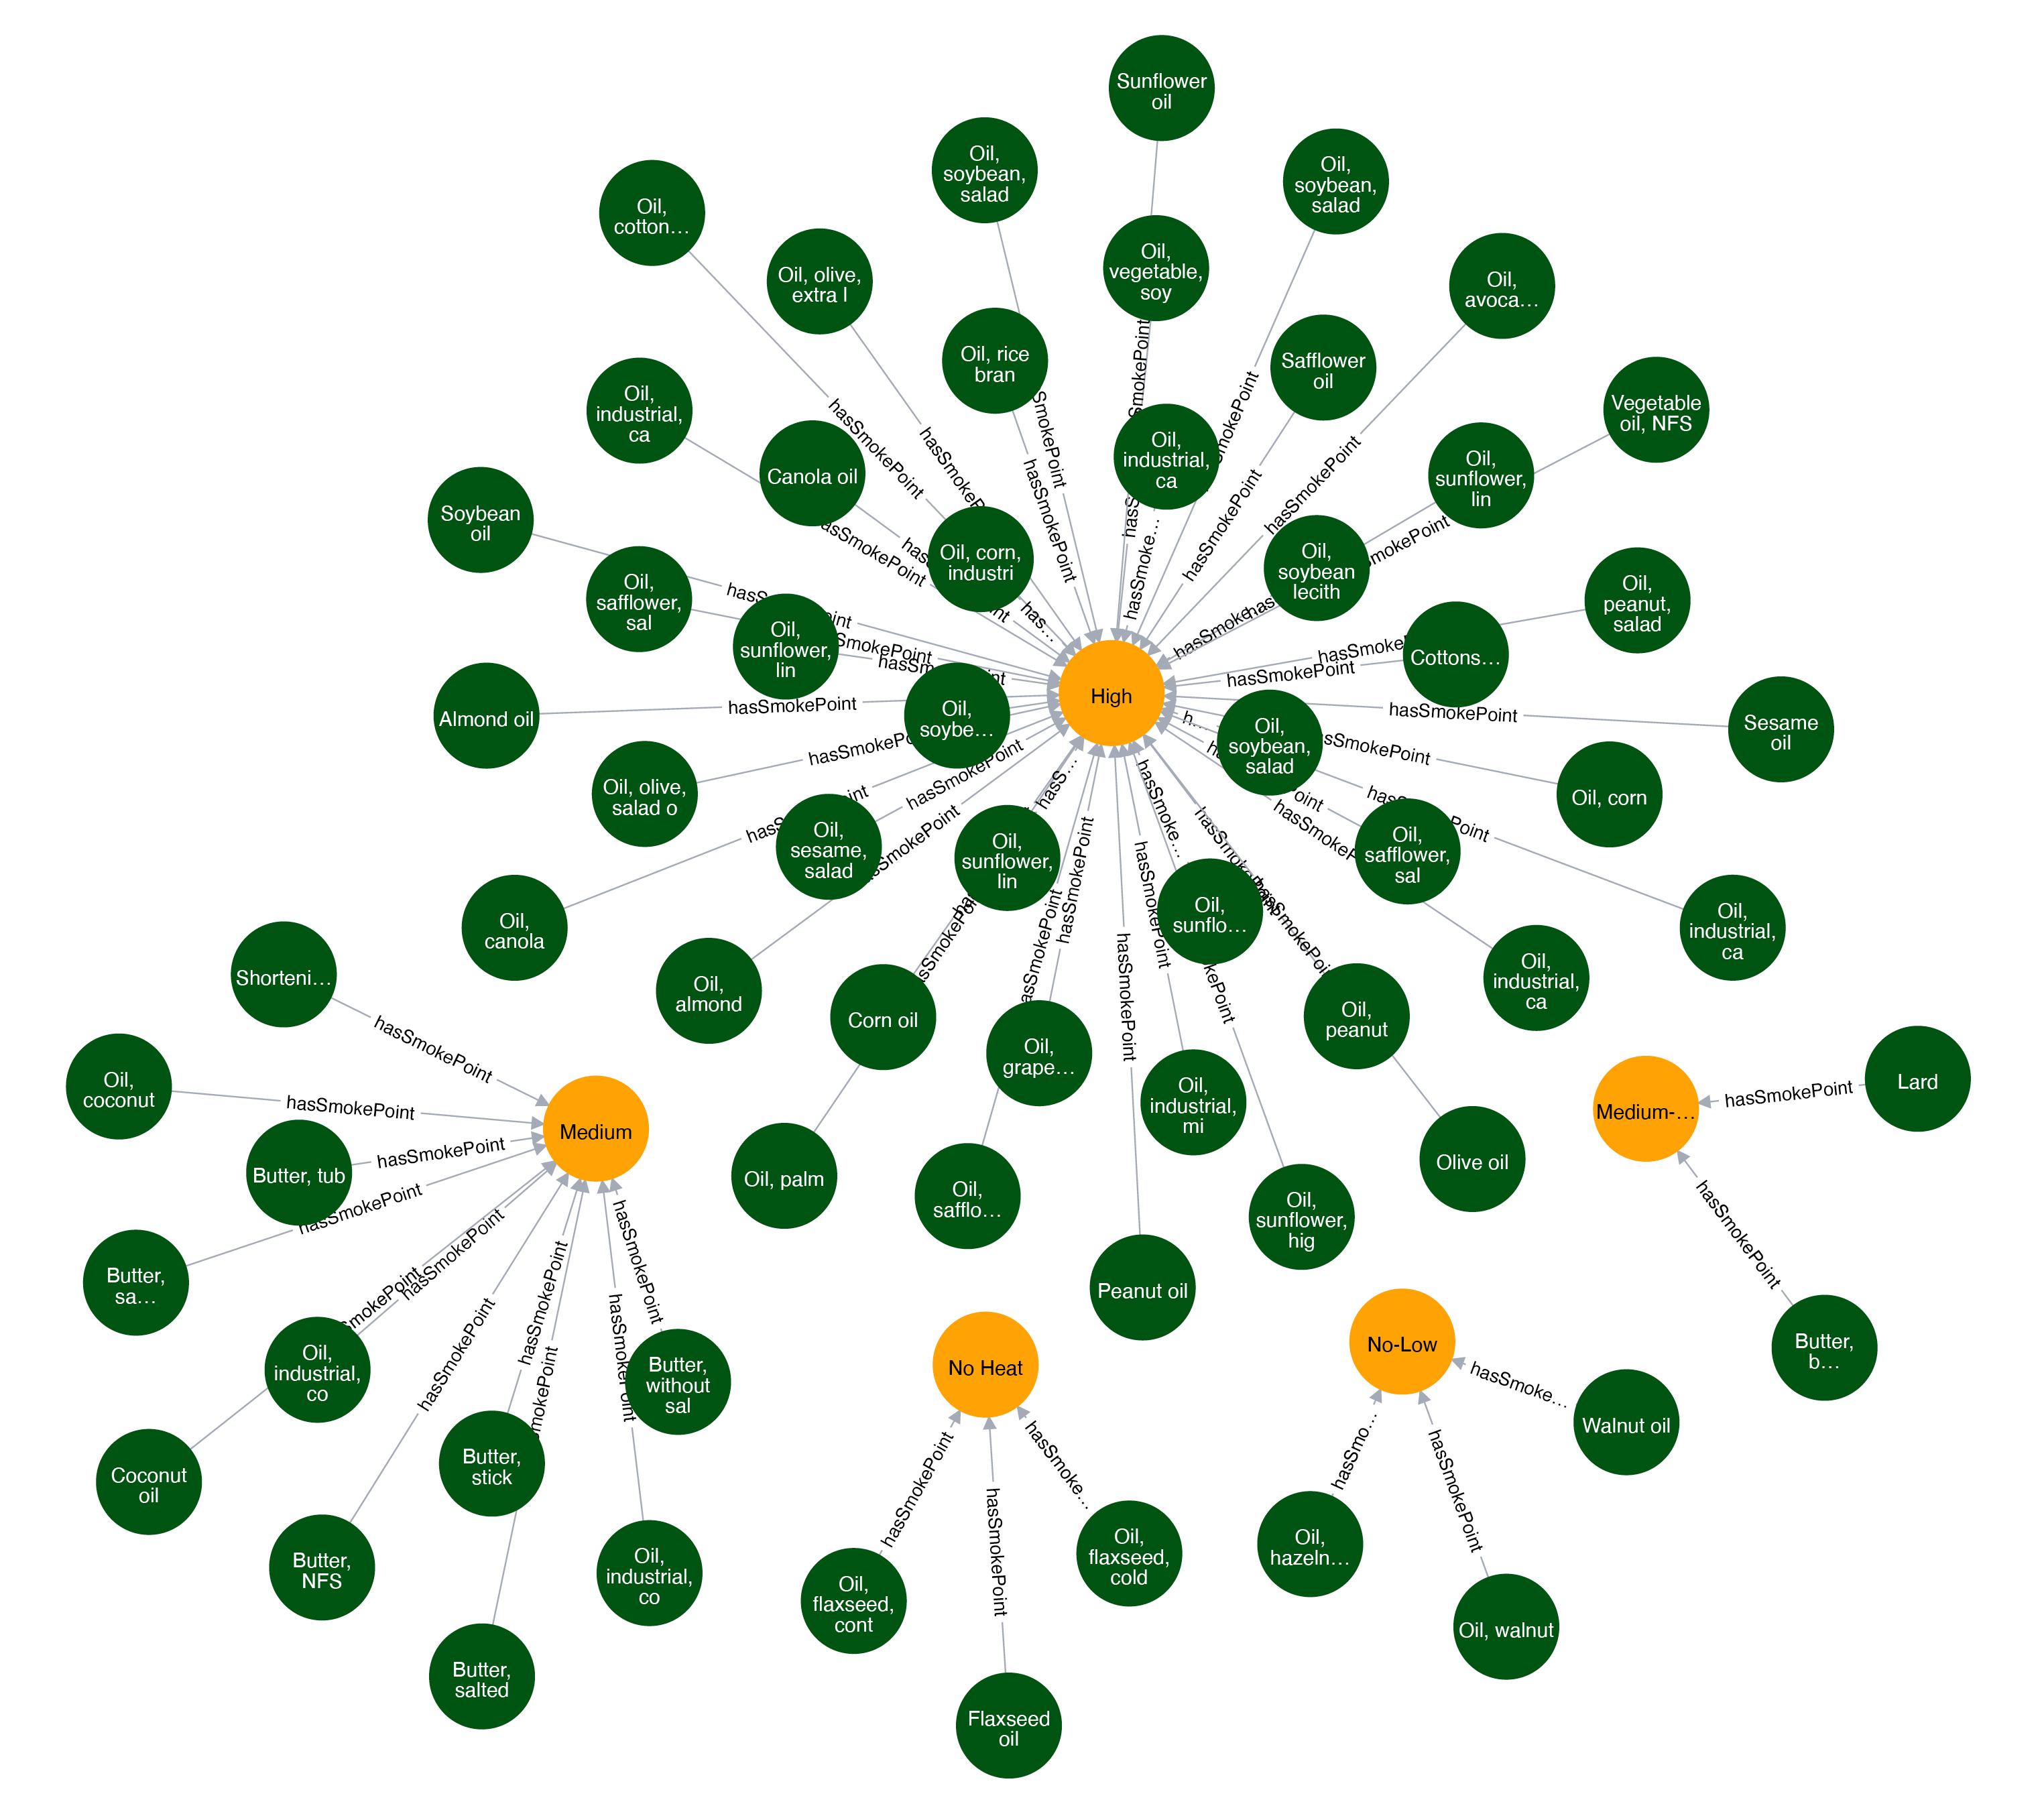 Sunflower
oil
Oil,
soybean,
salad
Oil,
soybean,
salad
Oil,
cotton…
Oil, olive,
extra l
Oil,
vegetable,
soy
Oil,
avoca…
Oil, rice
bran
Safflower
oil
Oil,
industrial,
ca
Vegetable
oil, NFS
Canola oil
Oil,
industrial,
ca
Oil,
sunflower,
lin
Soybean
oil
Oil, corn,
industri
Oil,
soybean
lecith
Oil,
safflower,
sal
Oil,
peanut,
salad
Oil,
sunflower,
lin
Cottons…
High
Almond oil
Oil,
soybe…
Oil,
soybean,
salad
Sesame
oil
Oil, olive,
salad o
Oil, corn
Oil,
sesame,
salad
Oil,
sunflower,
lin
Oil,
safflower,
sal
Oil,
canola
Oil,
sunflo…
Oil,
industrial,
ca
Oil,
almond
Corn oil
Oil,
grape…
Oil,
peanut
Oil,
industrial,
ca
Oil,
industrial,
mi
Olive oil
Oil, palm
Oil,
safflo…
Oil,
sunflower,
hig
Peanut oil
hasSmokePoint
hasSmokePoint
hasSmokePoint
hasSmokePoint
hasSmokePoint
hasSmokePoint
hasSmokePoint
hasSmokePoint
hasSmokePoint
hasSmokePoint
has…
hasSmoke…
hasS…
h…
hasSmoke…
Shorteni…
hasSmokePoint
Oil,
coconut
hasSmokePoint
Medium
Butter, tub
hasSmokePoint
Butter,
sa…
hasSmokePoint
Oil,
industrial,
co
hasSmokePoint
Coconut
oil
Butter,
NFS
hasSmokePoint
Butter,
stick
hasSmokePoint
Butter,
salted
Oil,
industrial,
co
Butter,
without
sal
hasSmokePoint
Medium-…
hasSmokePoint
Lard
hasSmokePoint
Butter,
b…
No Heat
hasSmokePoint
hasSmokePoint
hasSmoke…
Oil,
flaxseed,
cont
Oil,
flaxseed,
cold
Flaxseed
oil
No-Low
hasSmoke…
Walnut oil
hasSmo…
hasSmokePoint
Oil,
hazeln…
Oil, walnut